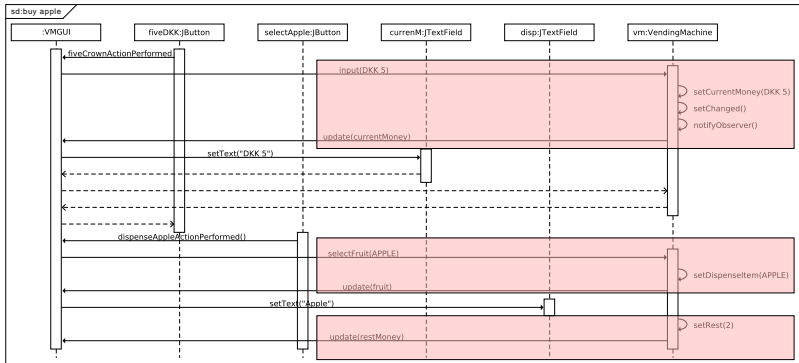 sd:buy apple
:VMGUI
fiveDKK:JButton
selectApple:JButton
currenM:JTextField
disp:JTextField
vm:VendingMachine
fiveCrownActionPerformed
input(DKK 5)
setCurrentMoney(DKK 5)
setChanged()
notifyObserver()
update(currentMoney)
setText("DKK 5")
dispenseAppleActionPerformed()
selectFruit(APPLE)
setDispenseItem(APPLE)
update(fruit)
setText("Apple")
setRest(2)
update(restMoney)